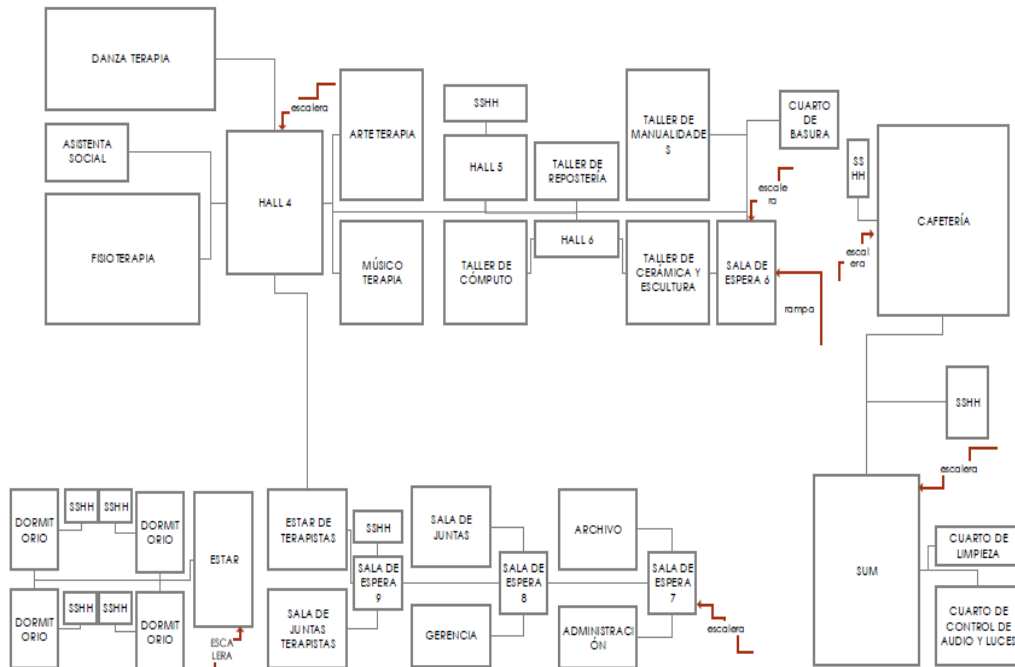 DANZA TERAPIA
escalera
ARTE TERAPIA
SSHH
TALLER DE
MANUALIDADE
S
CUARTO
DE
BASURA
ASISTENTA
SOCIAL
HALL 5
TALLER DE
REPOSTERÍA
SS
HH
HALL 4
escale
ra
CAFETERÍA
FISIOTERAPIA
MÚSICO
TERAPIA
TALLER DE
CÓMPUTO
HALL 6
TALLER DE
CERÁMICA Y
ESCULTURA
SALA DE
ESPERA 6
escal
era
rampa
SSHH
escalera
DORMIT
ORIO
SSHH
SSHH
DORMIT
ORIO
ESTAR
ESTAR DE
TERAPISTAS
SSHH
SALA DE
JUNTAS
ARCHIVO
CUARTO DE
LIMPIEZA
SALA DE
ESPERA
9
SALA DE
ESPERA
8
SALA DE
ESPERA
7
SUM
DORMIT
ORIO
SSHH
SSHH
DORMIT
ORIO
ESCA
LERA
SALA DE
JUNTAS
TERAPISTAS
GERENCIA
ADMINISTRACI
ÓN
escalera
CUARTO DE
CONTROL DE
AUDIO Y LUCES